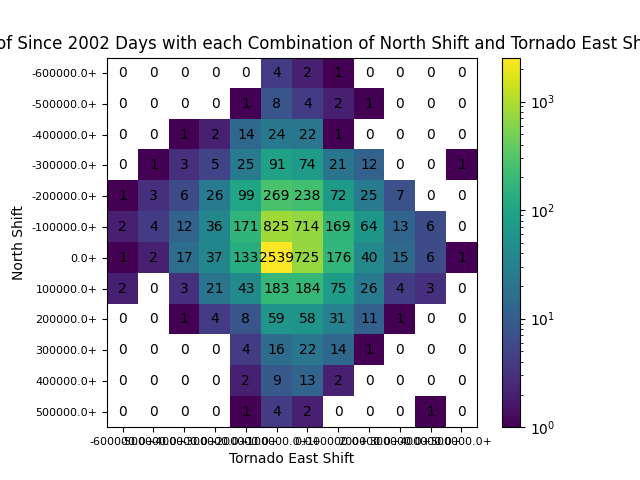 of Since 2002 Days with each Combination of North Shift and Tornado East Sh
-600000.0+ 0 0 0 0 0 4 2 1 0 0 0 0
-500000.0+ 0 0 0 0 1 8 4 2 1 0 0 0
-400000.0+ 0 0 1 2 14 24 22 1 0 0 0 0
-300000.0+ 0 1 3 5 25 91 74 21 12 0 0 1
-200000.0+ 1 3 6 26 99 269 238 72 25 7 0 0
-100000.0+ 2 4 12 36 171 825 714 169 64 13 6 0
0.0+ 1 2 17 37 133 2539 725 176 40 15 6 1
100000.0+ 2 0 3 21 43 183 184 75 26 4 3 0
200000.0+ 0 0 1 4 8 59 58 31 11 1 0 0
300000.0+ 0 0 0 0 4 16 22 14 1 0 0 0
400000.0+ 0 0 0 0 2 9 13 2 0 0 0 0
500000.0+ 0 0 0 0 1 4 2 0 0 0 1 0
North Shift
Tornado East Shift
10³
10²
10¹
10⁰